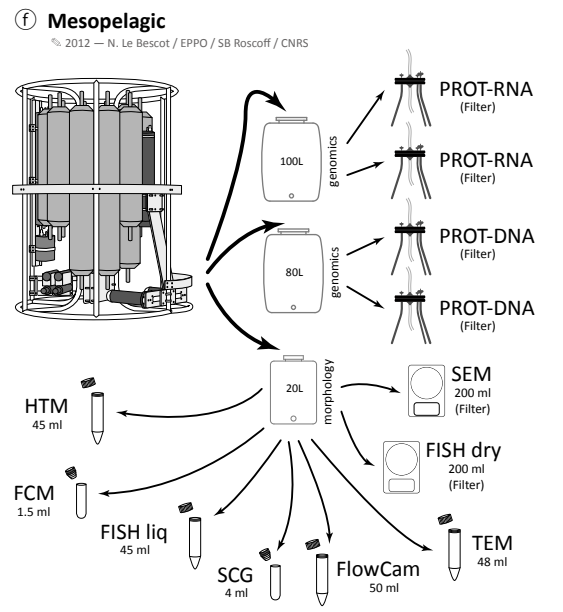 f Mesopelagic
✎ 2012 — N. Le Bescot / EPPO / SB Roscoff / CNRS
100L
genomics
PROT-RNA
(Filter)
PROT-RNA
(Filter)
80L
genomics
PROT-DNA
(Filter)
PROT-DNA
(Filter)
20L
morphology
SEM
200 ml
(Filter)
FISH dry
200 ml
(Filter)
HTM
45 ml
FCM
1.5 ml
FISH liq
45 ml
SCG
4 ml
FlowCam
50 ml
TEM
48 ml